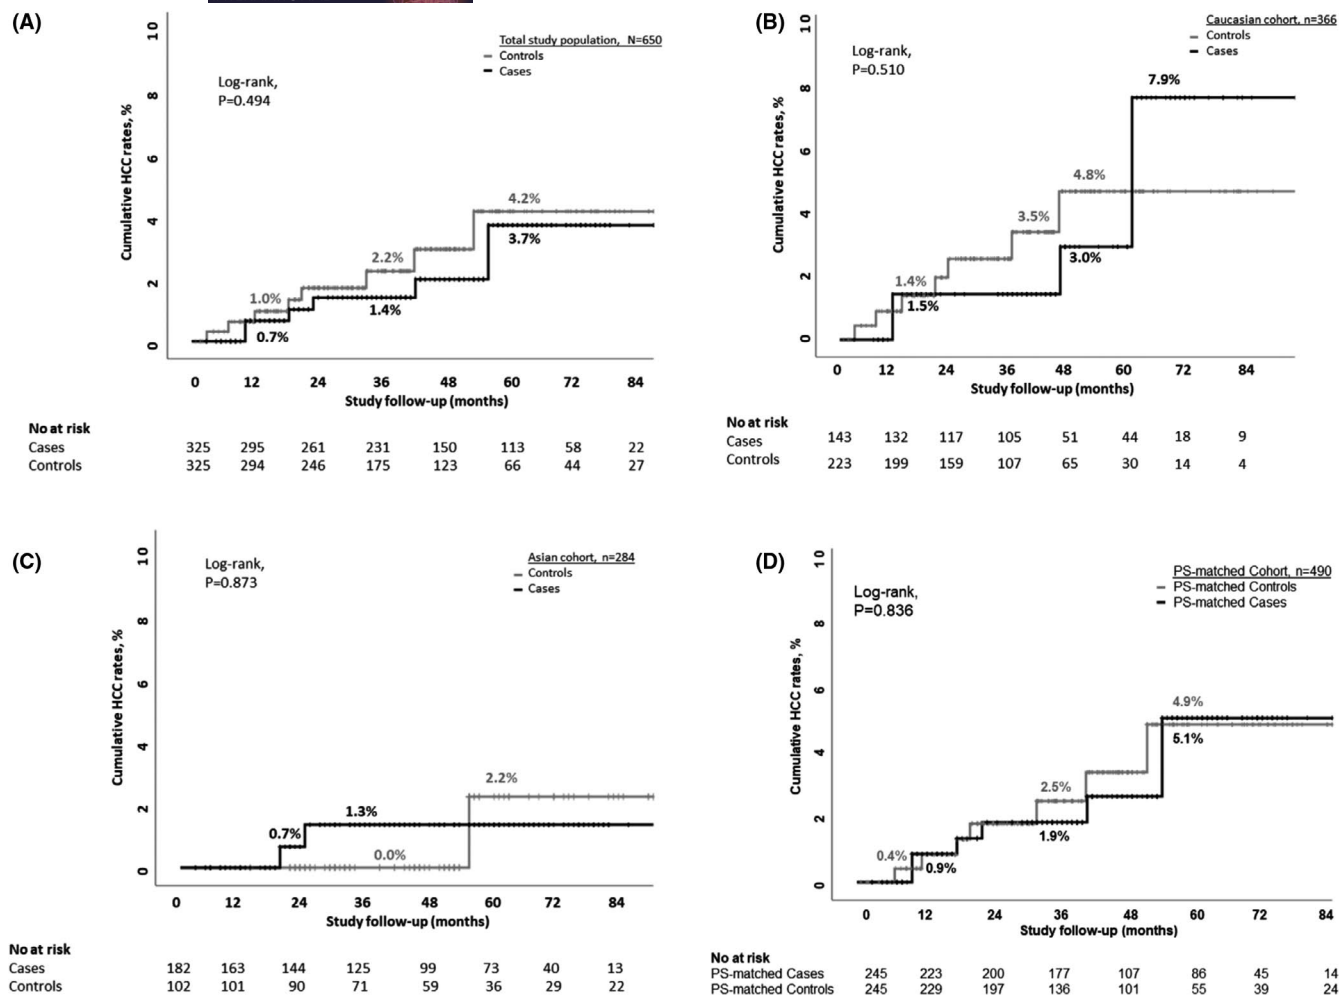 (A)
Cumulative HCC rates, %
10
8
6
4
2
0
Log-rank,
P=0.494
Total study population, N=650
Controls
Cases
1.0%
2.2%
4.2%
0.7%
1.4%
3.7%
0 12 24 36 48 60 72 84
Study follow-up (months)
No at risk
Cases 325 295 261 231 150 113 58 22
Controls 325 294 246 175 123 66 44 27
(B)
Cumulative HCC rates, %
10
8
6
4
2
0
Log-rank,
P=0.510
Caucasian cohort, n=366
Controls
Cases
7.9%
4.8%
3.5%
1.4%
1.5%
3.0%
0 12 24 36 48 60 72 84
Study follow-up (months)
No at risk
Cases 143 132 117 105 51 44 18 9
Controls 223 199 159 107 65 30 14 4
(C)
Cumulative HCC rates, %
10
8
6
4
2
0
Log-rank,
P=0.873
Asian cohort, n=284
Controls
Cases
2.2%
1.3%
0.7%
0.0%
0 12 24 36 48 60 72 84
Study follow-up (months)
No at risk
Cases 182 163 144 125 99 73 40 13
Controls 102 101 90 71 59 36 29 22
(D)
Cumulative HCC rates, %
10
8
6
4
2
0
Log-rank,
P=0.836
PS-matched Cohort, n=490
PS-matched Controls
PS-matched Cases
4.9%
5.1%
2.5%
1.9%
0.4%
0.9%
0 12 24 36 48 60 72 84
Study follow-up (months)
No at risk
PS-matched Cases 245 223 200 177 107 86 45 14
PS-matched Controls 245 229 197 136 101 55 39 24